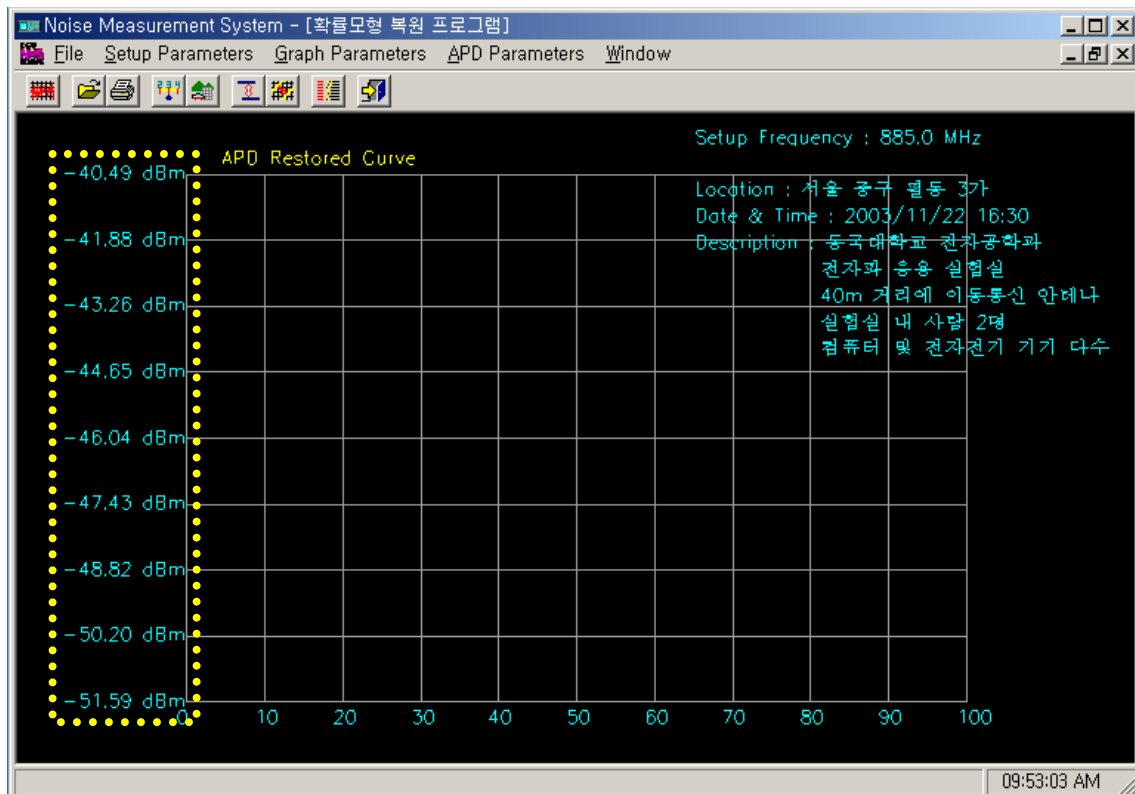 Noise Measurement System - [확률모형 복원 프로그램]
File Setup Parameters Graph Parameters APD Parameters Window
Setup Frequency : 885.0 MHz
APD Restored Curve
Location : 서울 중구 필동 3가
Date & Time : 2003/11/22 16:30
Description : 동국대학교 전자공학과
전자파 응용 실험실
40m 거리에 이동통신 안테나
실험실 내 사람 2명
컴퓨터 및 전자전기 기기 다수
-40.49 dBm
-41.88 dBm
-43.26 dBm
-44.65 dBm
-46.04 dBm
-47.43 dBm
-48.82 dBm
-50.20 dBm
-51.59 dBm
0 10 20 30 40 50 60 70 80 90 100
09:53:03 AM